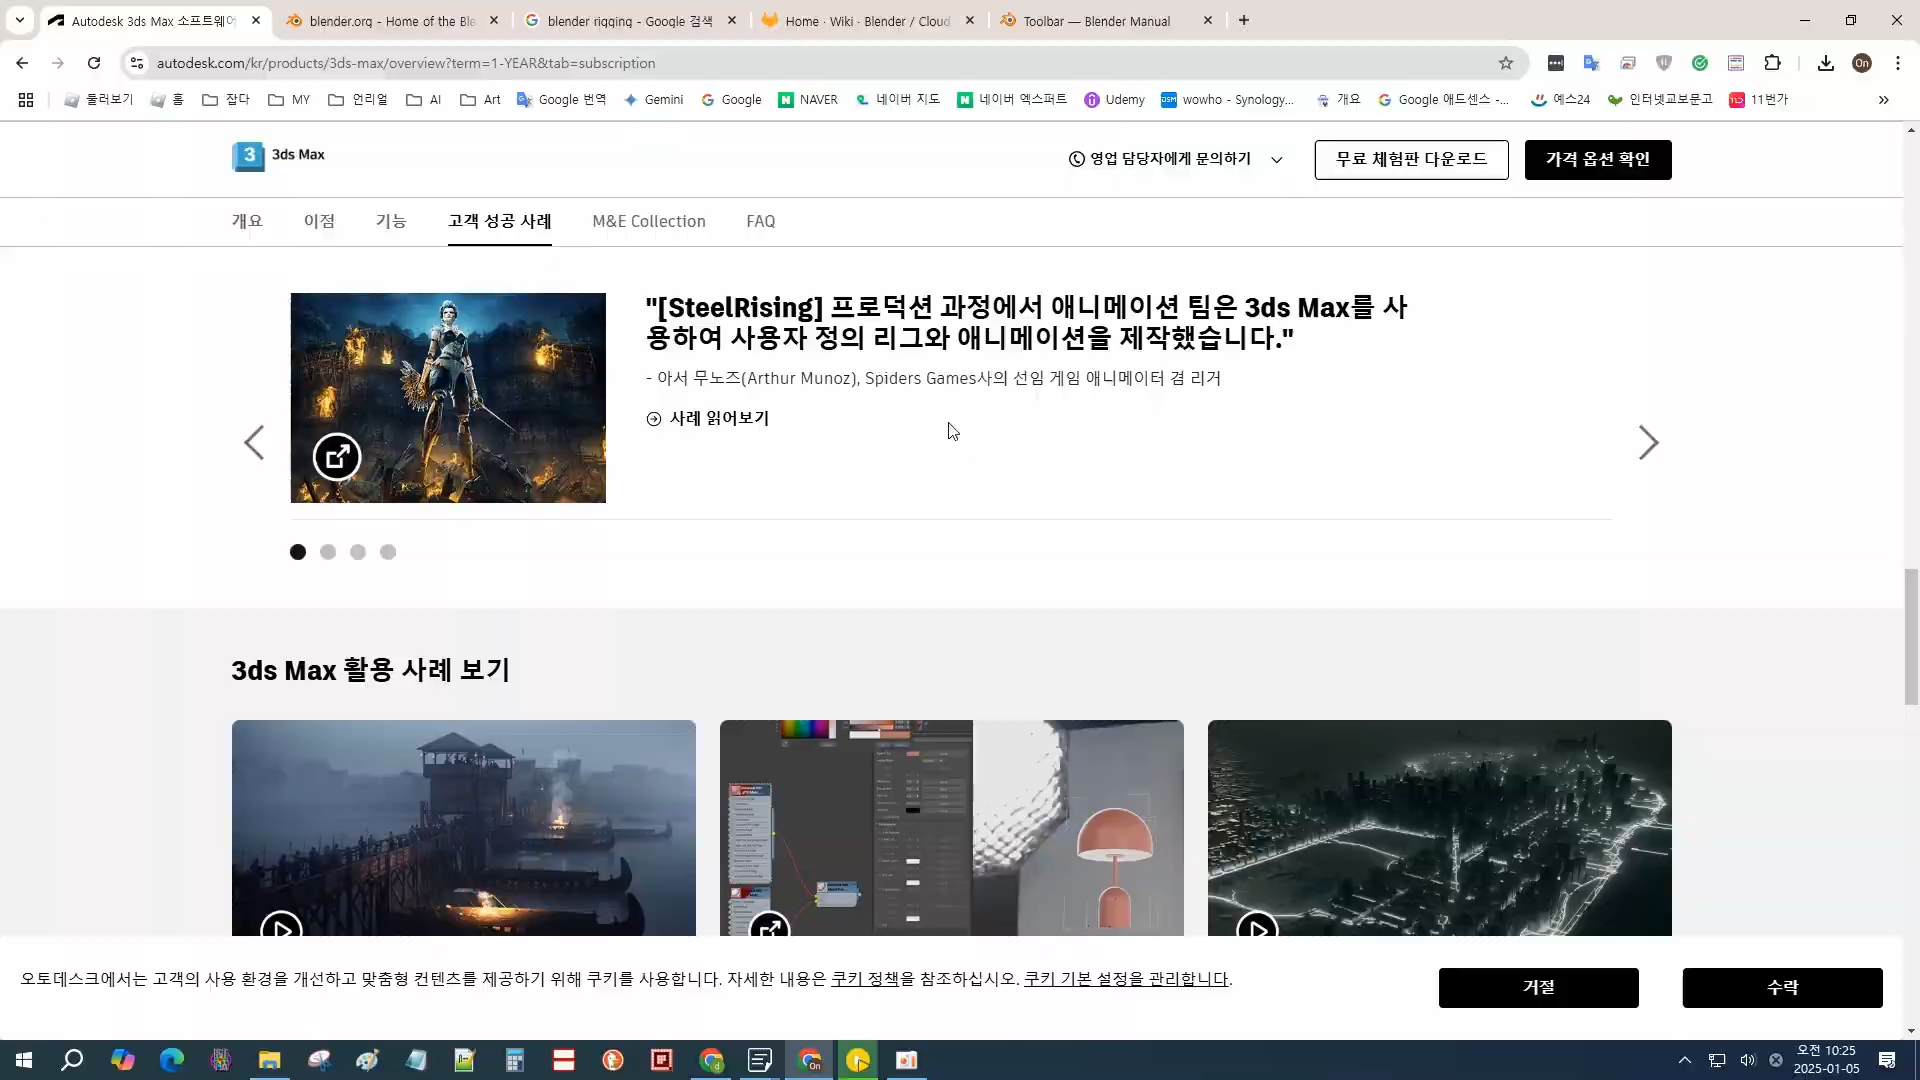 Autodesk 3ds Max 소프트웨어
blender.org - Home of the Ble
blender rigging - Google 검색
Home · Wiki · Blender / Cloud
Toolbar — Blender Manual
autodesk.com/kr/products/3ds-max/overview?term=1-YEAR&tab=subscription
둘러보기
홈
잡다
MY
언리얼
AI
Art
Google 번역
Gemini
Google
NAVER
네이버 지도
네이버 엑스퍼트
Udemy
wowho - Synology...
개요
Google 애드센스 -...
예스24
인터넷교보문고
11번가
3ds Max
영업 담당자에게 문의하기
무료 체험판 다운로드
가격 옵션 확인
개요
이점
기능
고객 성공 사례
M&E Collection
FAQ
"[SteelRising] 프로덕션 과정에서 애니메이션 팀은 3ds Max를 사
용하여 사용자 정의 리그와 애니메이션을 제작했습니다."
- 아서 무노즈(Arthur Munoz), Spiders Games사의 선임 게임 애니메이터 겸 리거
사례 읽어보기
3ds Max 활용 사례 보기
오토데스크에서는 고객의 사용 환경을 개선하고 맞춤형 컨텐츠를 제공하기 위해 쿠키를 사용합니다. 자세한 내용은 쿠키 정책을 참조하십시오. 쿠키 기본 설정을 관리합니다.
거절
수락
오전 10:25
2025-01-05